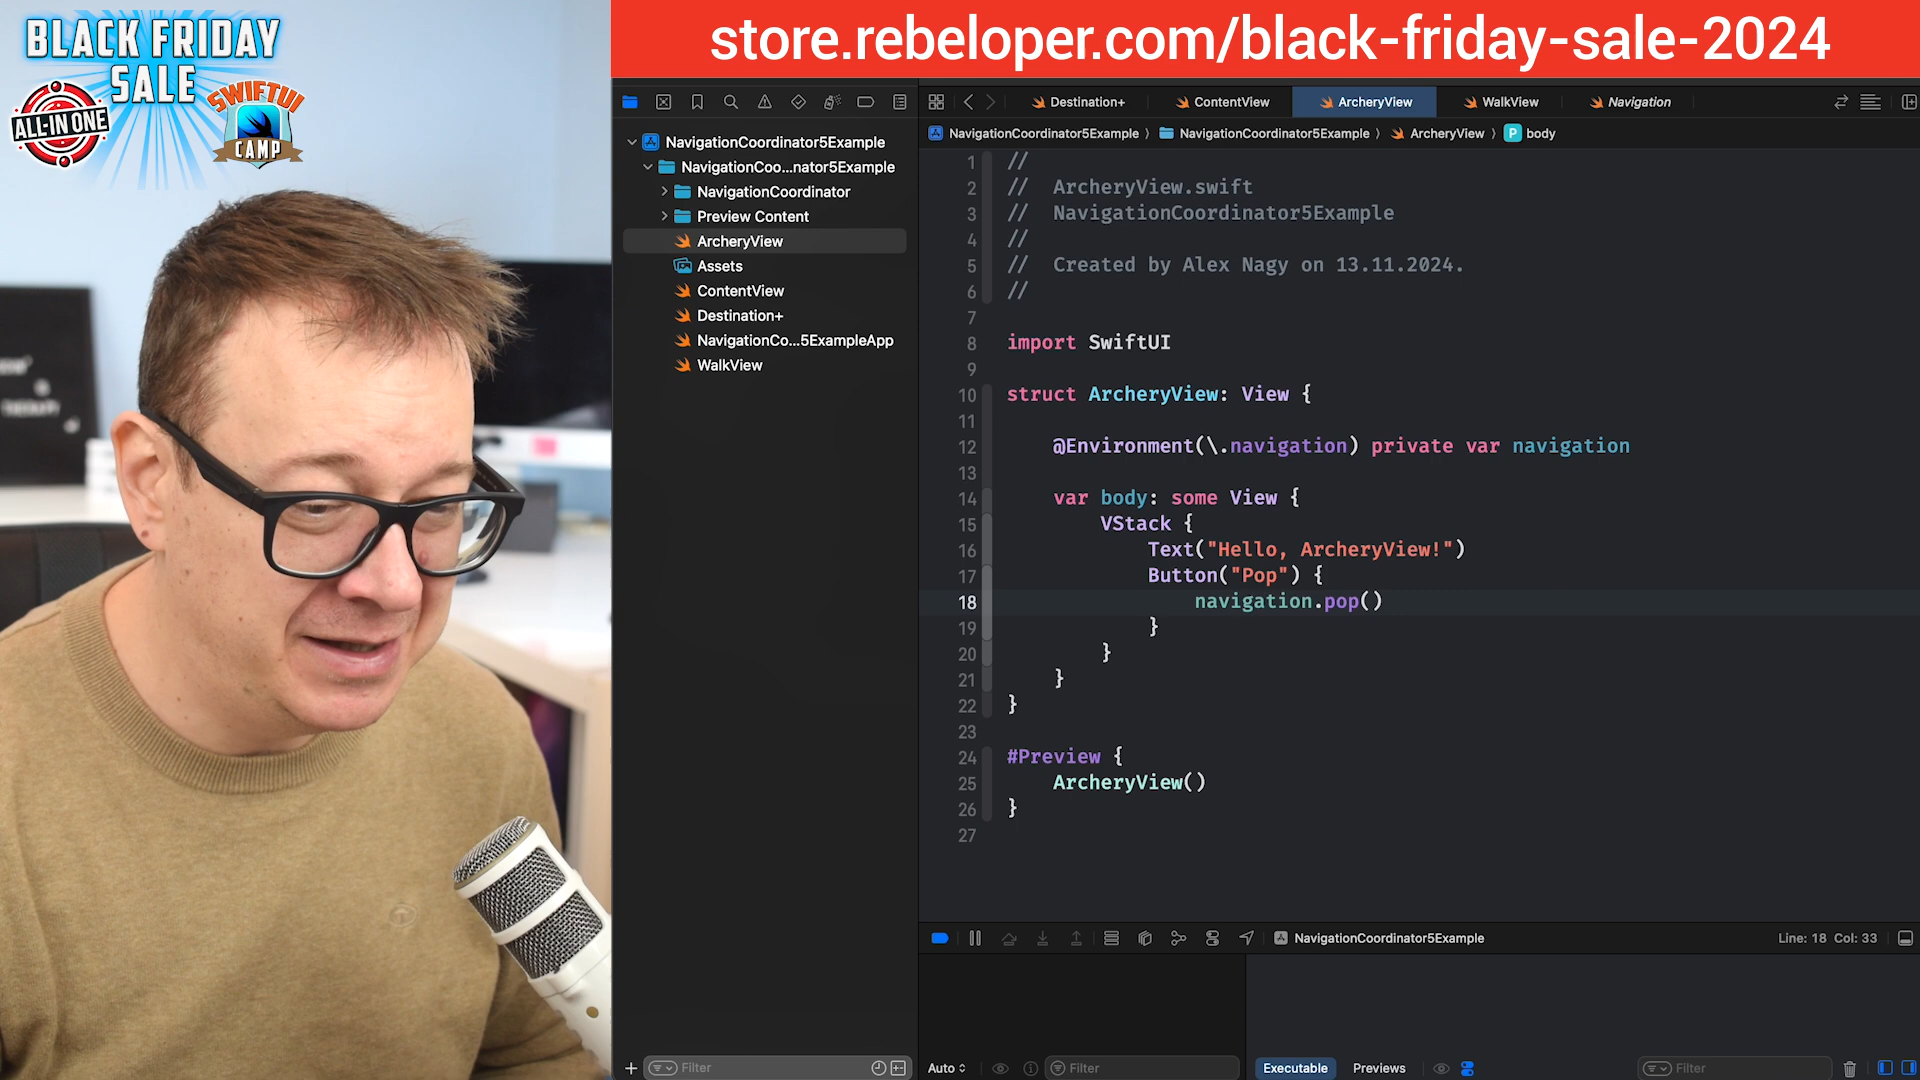 BLACK FRIDAY
SALE
ALL-IN-ONE
SWIFTUI
CAMP
store.rebeloper.com/black-friday-sale-2024
Destination+
ContentView
ArcheryView
WalkView
Navigation
NavigationCoordinator5Example 〉 NavigationCoordinator5Example 〉 ArcheryView 〉 P body
NavigationCoordinator5Example
NavigationCoo...nator5Example
NavigationCoordinator
Preview Content
ArcheryView
Assets
ContentView
Destination+
NavigationCo...5ExampleApp
WalkView
1 //
2 // ArcheryView.swift
3 // NavigationCoordinator5Example
4 //
5 // Created by Alex Nagy on 13.11.2024.
6 //
7
8 import SwiftUI
9
10 struct ArcheryView: View {
11
12 @Environment(\.navigation) private var navigation
13
14 var body: some View {
15 VStack {
16 Text("Hello, ArcheryView!")
17 Button("Pop") {
18 navigation.pop()
19 }
20 }
21 }
22 }
23
24 #Preview {
25 ArcheryView()
26 }
27
NavigationCoordinator5Example
Line: 18 Col: 33
Filter
Auto
Filter
Executable
Previews
Filter